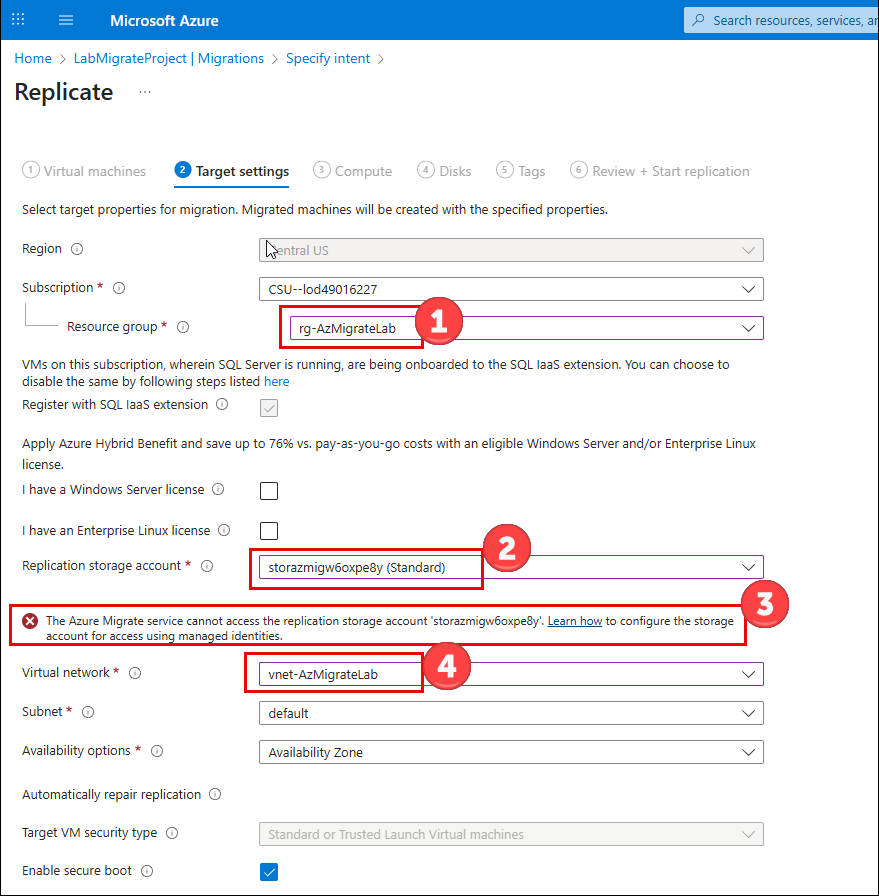 Microsoft Azure
Search resources, services, ar
Home > LabMigrateProject | Migrations > Specify intent >
Replicate ...
1 Virtual machines 2 Target settings 3 Compute 4 Disks 5 Tags 6 Review + Start replication
Select target properties for migration. Migrated machines will be created with the specified properties.
Region
entral US
Subscription *
CSU--lod49016227
Resource group *
rg-AzMigrateLab
1
VMs on this subscription, wherein SQL Server is running, are being onboarded to the SQL IaaS extension. You can choose to
disable the same by following steps listed here
Register with SQL IaaS extension
Apply Azure Hybrid Benefit and save up to 76% vs. pay-as-you-go costs with an eligible Windows Server and/or Enterprise Linux
license.
I have a Windows Server license
I have an Enterprise Linux license
Replication storage account *
storazmigw6oxpe8y (Standard)
2
The Azure Migrate service cannot access the replication storage account 'storazmigw6oxpe8y'. Learn how to configure the storage
account for access using managed identities.
3
Virtual network *
vnet-AzMigrateLab
4
Subnet *
default
Availability options *
Availability Zone
Automatically repair replication
Target VM security type
Standard or Trusted Launch Virtual machines
Enable secure boot